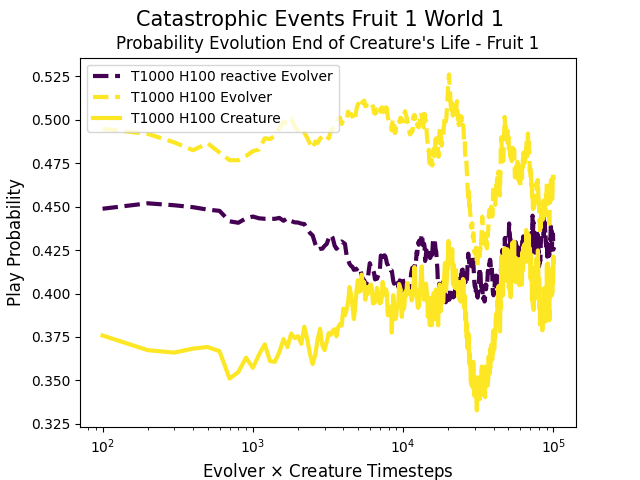 Catastrophic Events Fruit 1 World 1
Probability Evolution End of Creature's Life - Fruit 1
T1000 H100 reactive Evolver
T1000 H100 Evolver
T1000 H100 Creature
Play Probability
0.525
0.500
0.475
0.450
0.425
0.400
0.375
0.350
0.325
10² 10³ 10⁴ 10⁵
Evolver × Creature Timesteps